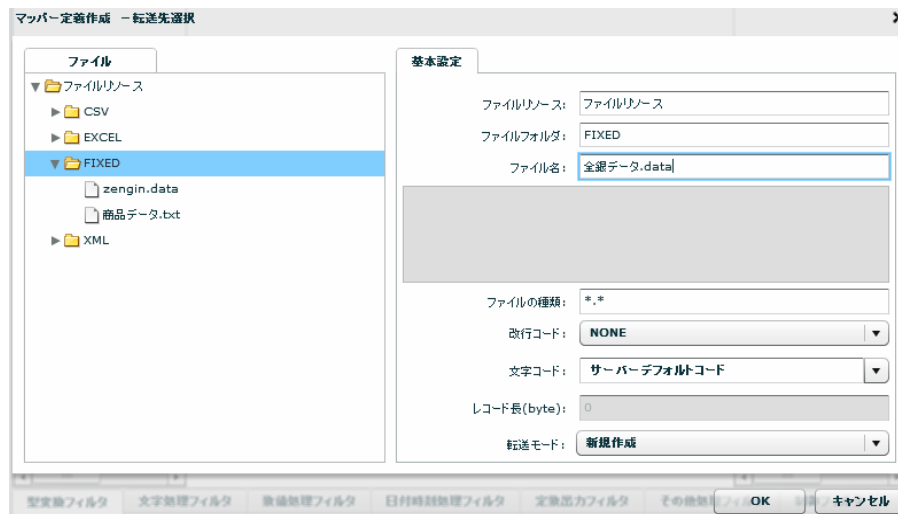 マッパー定義作成 －転送先選択
ファイル
ファイルリソース
CSV
EXCEL
FIXED
zengin.data
商品データ.txt
XML
基本設定
ファイルリソース: ファイルリソース
ファイルフォルダ: FIXED
ファイル名: 全銀データ.data
ファイルの種類: *.*
改行コード: NONE
文字コード: サーバーデフォルトコード
レコード長(byte): 0
転送モード: 新規作成
型変換フィルタ 文字処理フィルタ 数値処理フィルタ 日付時刻処理フィルタ 定数出力フィルタ その他処理フィ
OK キャンセル